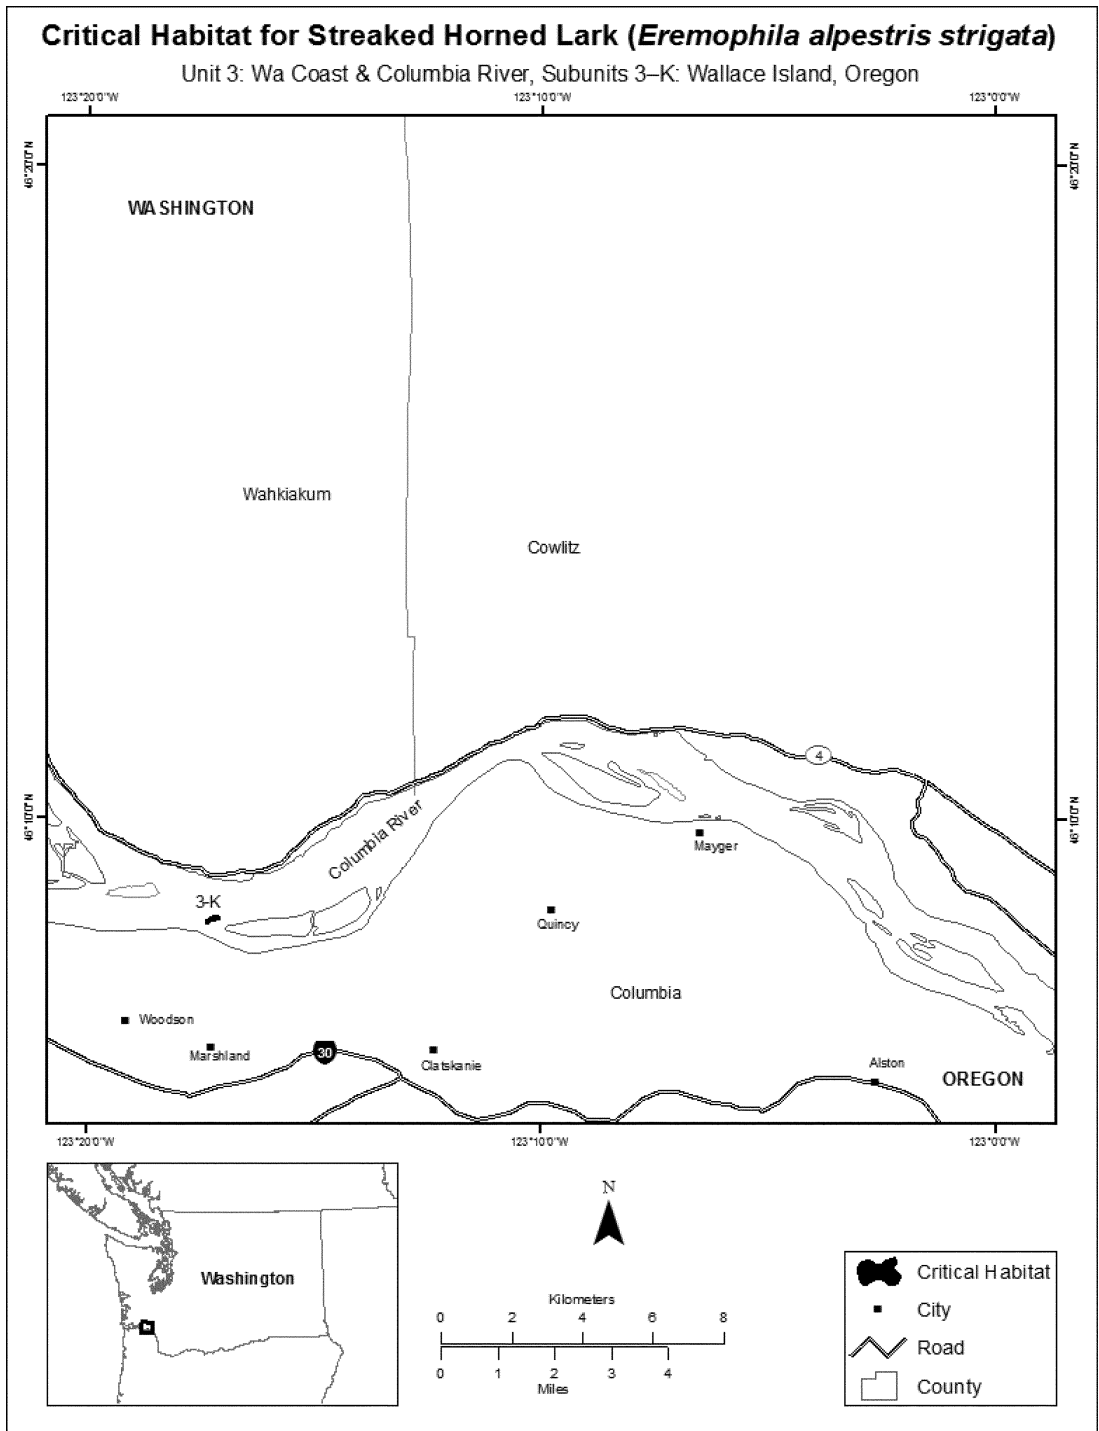 Critical Habitat for Streaked Horned Lark (Eremophila alpestris strigata)
Unit 3: Wa Coast & Columbia River, Subunits 3–K: Wallace Island, Oregon
123°20'0"W 123°10'0"W 123°0'0"W
46°20'0"N 46°20'0"N
WASHINGTON
Wahkiakum
Cowlitz
4
46°10'0"N 46°10'0"N
Columbia River
Mayger
3-K
Quincy
Columbia
Woodson
Marshland
30
Clatskanie
Alston
OREGON
123°20'0"W 123°10'0"W 123°0'0"W
N
Washington
Kilometers
0 2 4 6 8
0 1 2 3 4
Miles
Critical Habitat
City
Road
County